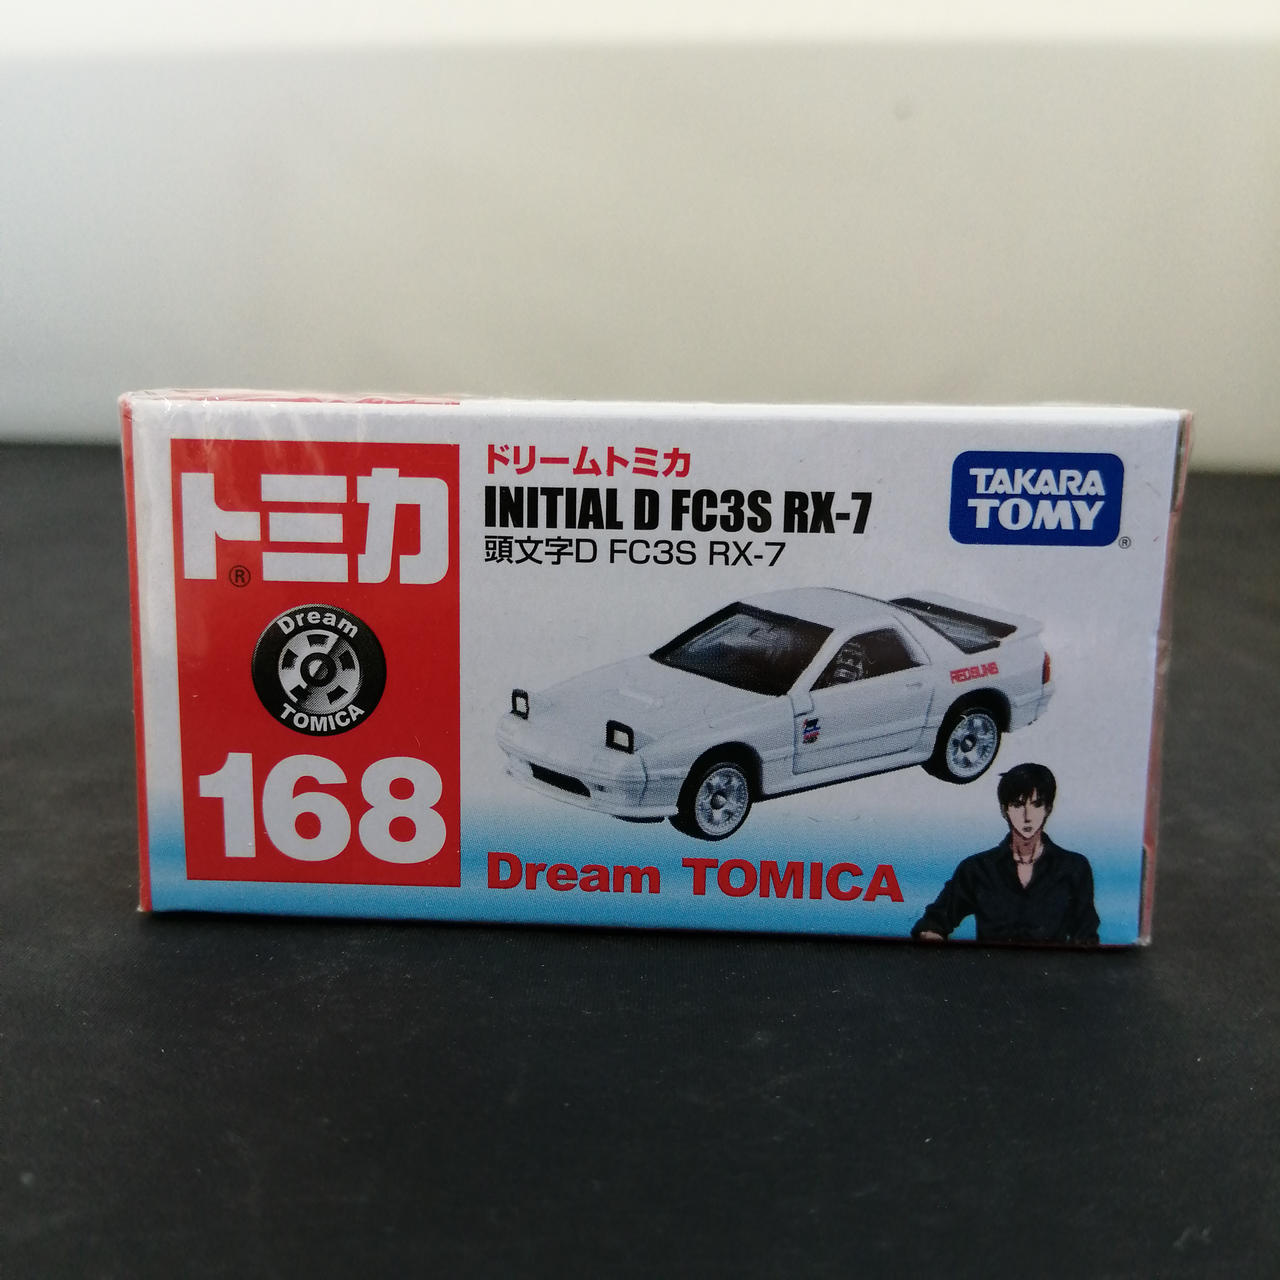 トミカ
®
Dream
TOMICA
168
ドリームトミカ
INITIAL D FC3S RX-7
頭文字D FC3S RX-7
TAKARA
TOMY
®
REDSUNS
Dream TOMICA